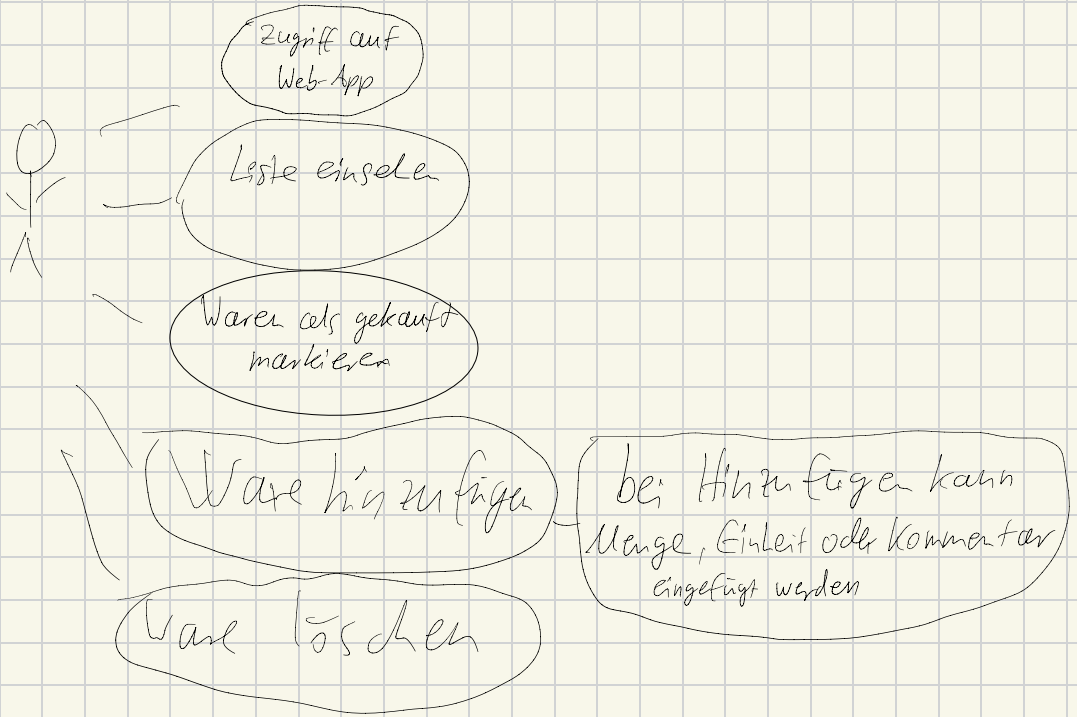 Zugriff auf
Web-App
Liste einsehen
Waren als gekauft
markieren
Ware hinzufügen
bei Hinzufügen kann
Menge, Einheit oder Kommentar
eingefügt werden
Ware löschen